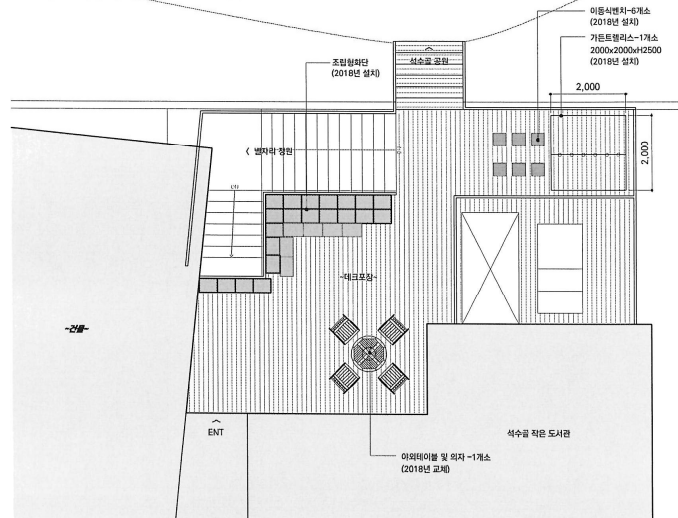 이동식벤치-6개소
(2018년 설치)
가든트렐리스-1개소
2000x2000xH2500
(2018년 설치)
조립형화단
(2018년 설치)
석수골 공원
2,000
2,000
〈 별자리 정원
~데크포장~
~건물~
ENT
석수골 작은 도서관
야외테이블 및 의자 -1개소
(2018년 교체)